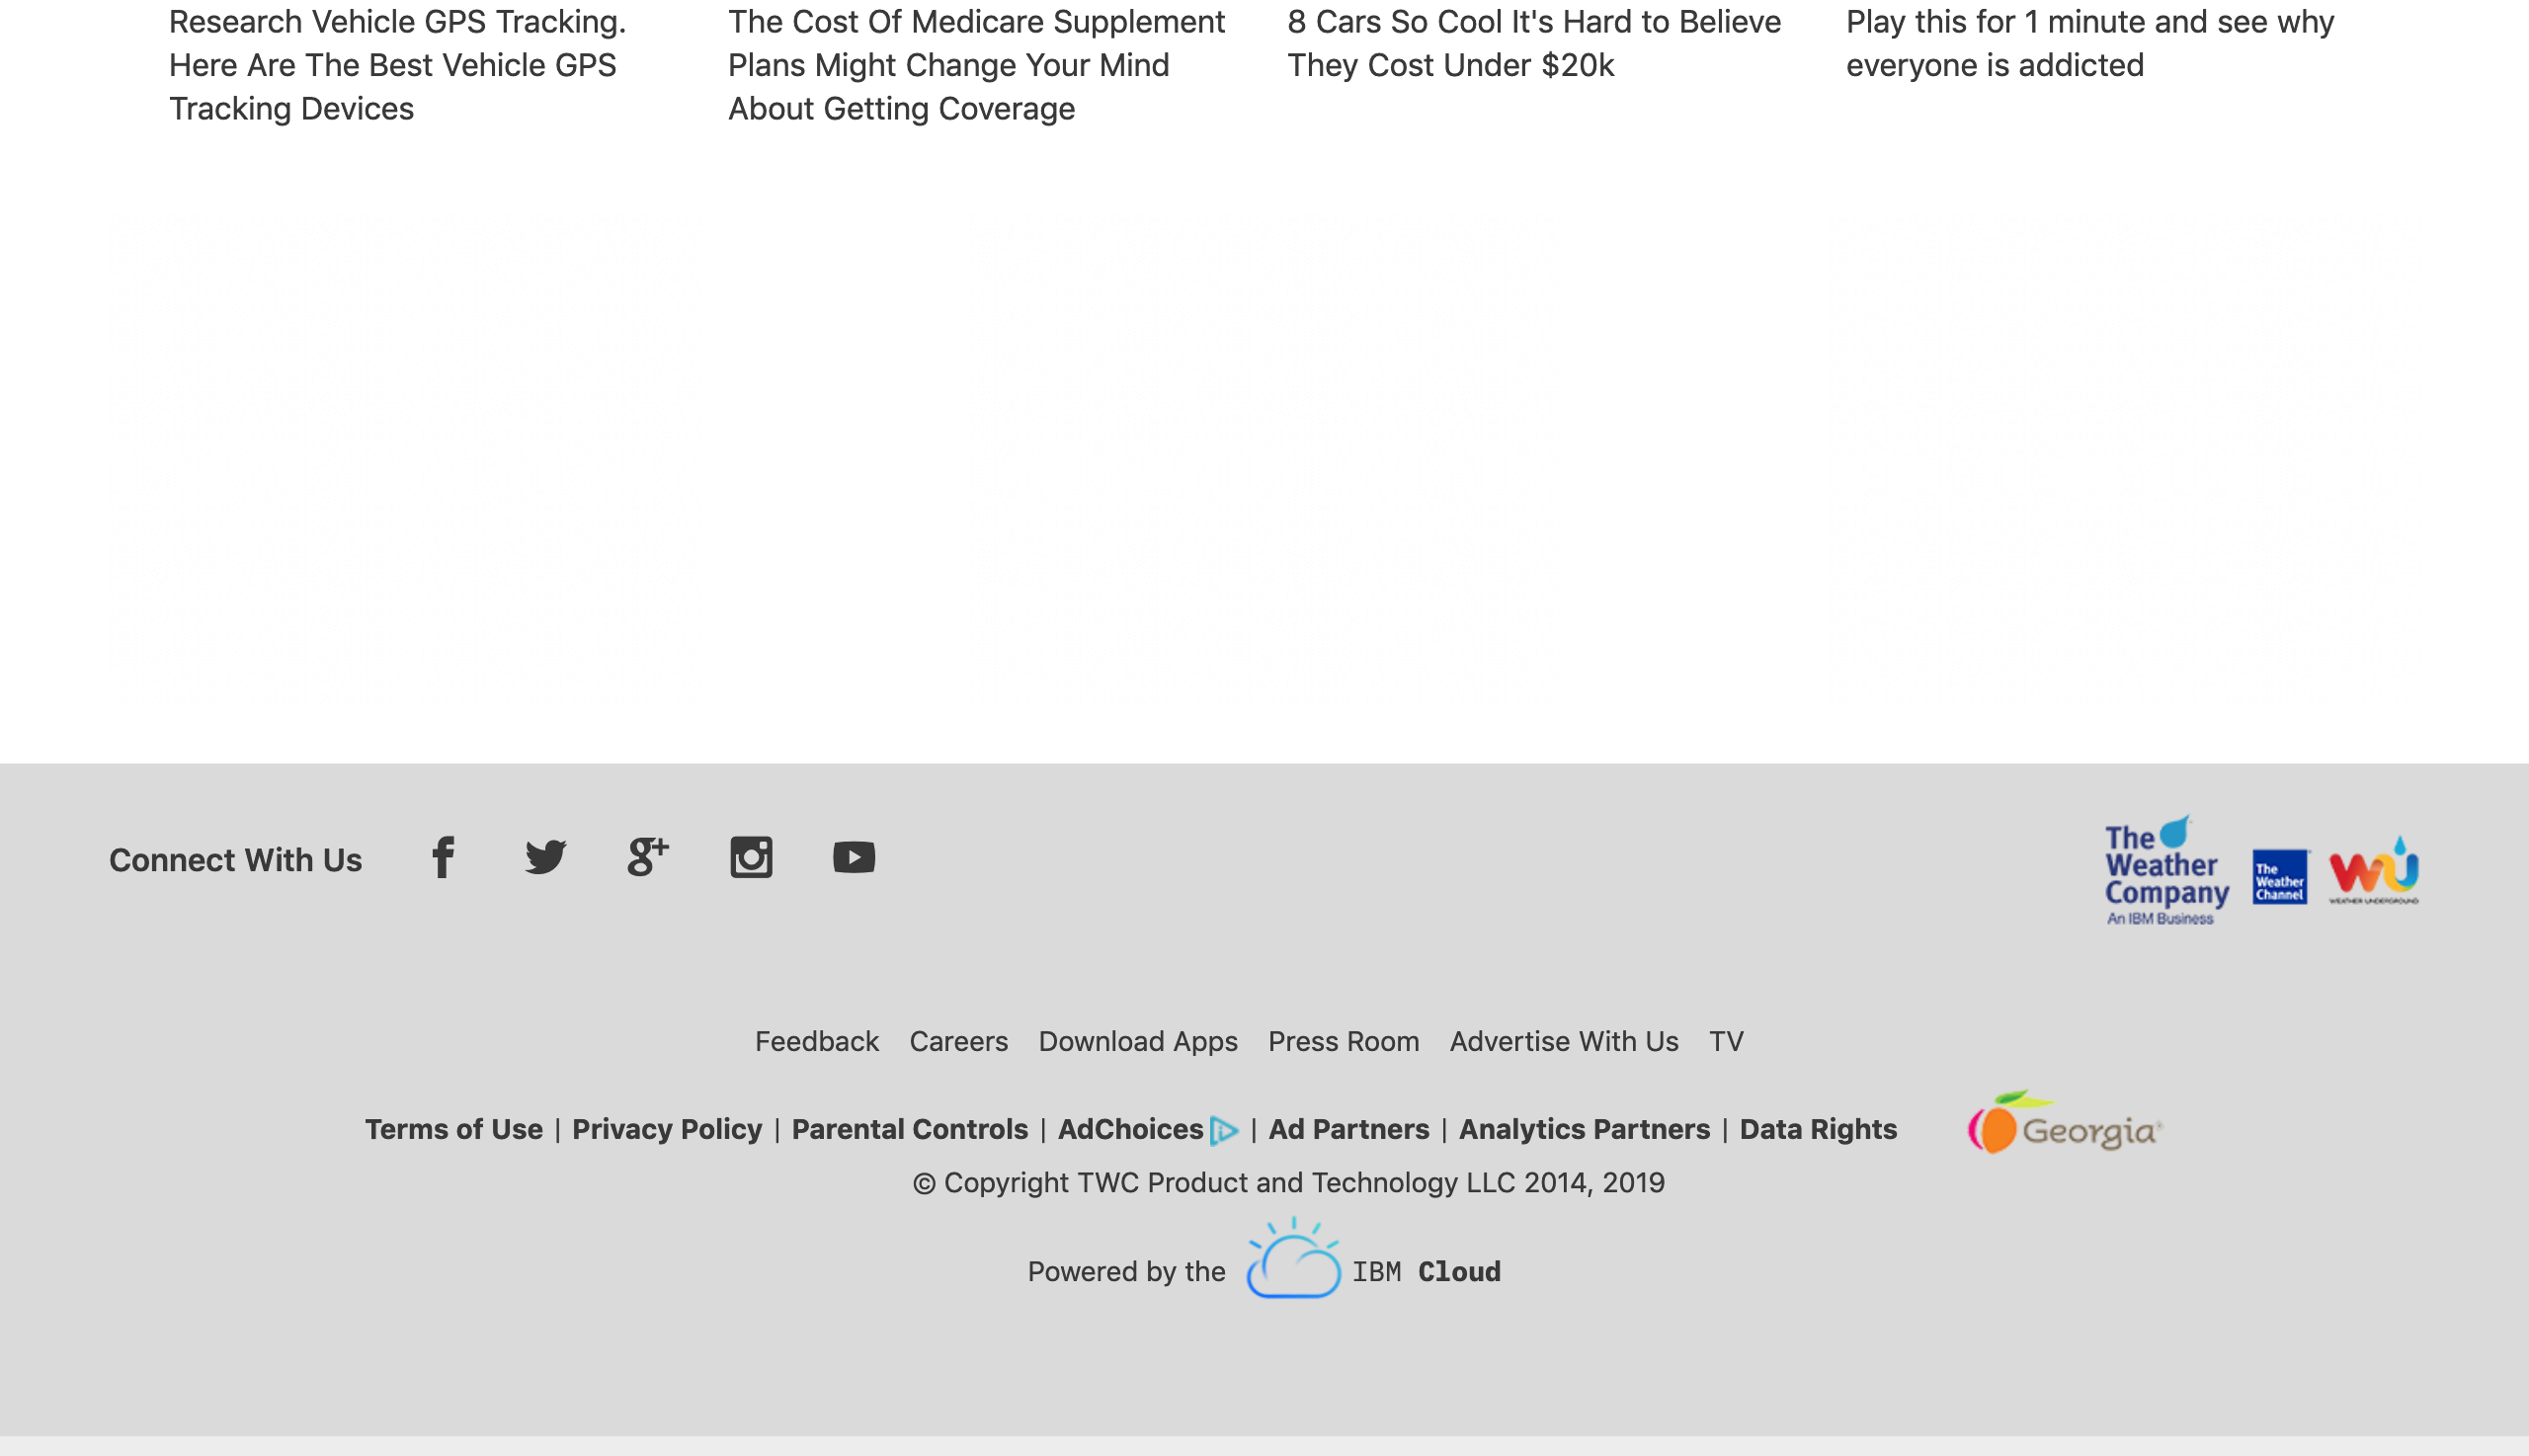 Research Vehicle GPS Tracking.
Here Are The Best Vehicle GPS
Tracking Devices
The Cost Of Medicare Supplement
Plans Might Change Your Mind
About Getting Coverage
8 Cars So Cool It's Hard to Believe
They Cost Under $20k
Play this for 1 minute and see why
everyone is addicted
Connect With Us
The
Weather
Company
An IBM Business
The
Weather
Channel
WU
WEATHER UNDERGROUND
Feedback Careers Download Apps Press Room Advertise With Us TV
Terms of Use | Privacy Policy | Parental Controls | AdChoices | Ad Partners | Analytics Partners | Data Rights
Georgia
© Copyright TWC Product and Technology LLC 2014, 2019
Powered by the IBM Cloud